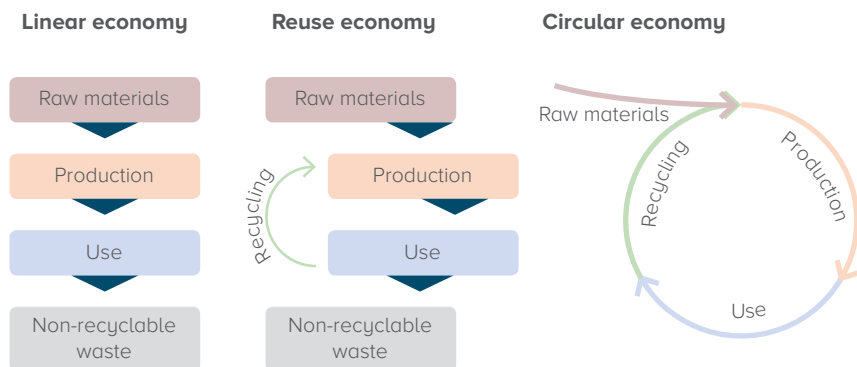 Linear economy
Raw materials
Production
Use
Non-recyclable
waste
Reuse economy
Raw materials
Production
Recycling
Use
Non-recyclable
waste
Circular economy
Raw materials
Production
Recycling
Use